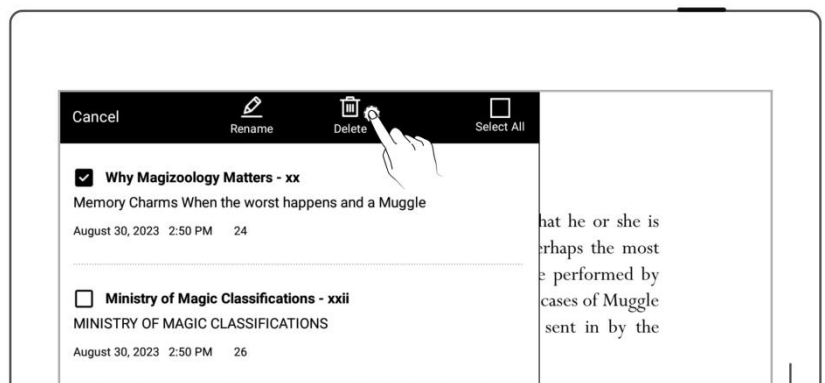 Cancel
Rename
Delete
Select All
Why Magizoology Matters - xx
Memory Charms When the worst happens and a Muggle
August 30, 2023 2:50 PM 24
Ministry of Magic Classifications - xxii
MINISTRY OF MAGIC CLASSIFICATIONS
August 30, 2023 2:50 PM 26
he or she is
the most
performed by
cases of Muggle
sent in by the